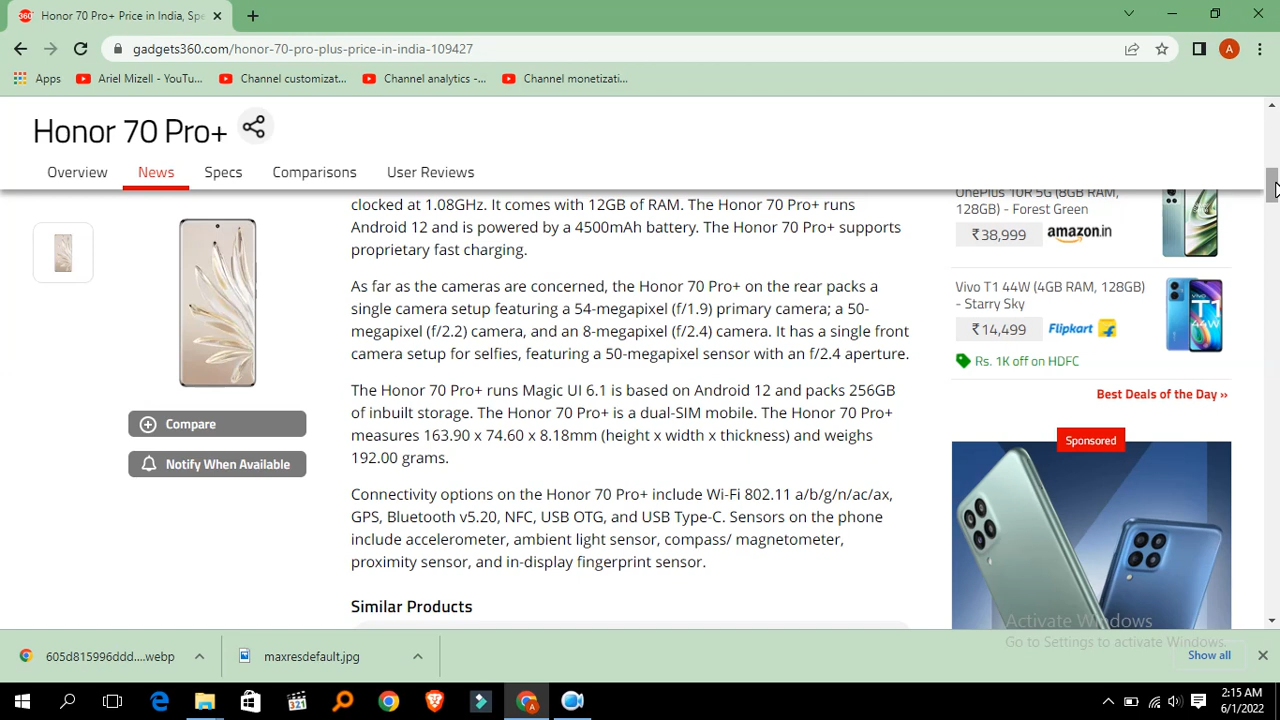 360 Honor 70 Pro+ Price in India, Spe
gadgets360.com/honor-70-pro-plus-price-in-india-109427
A
Apps
Ariel Mizell - YouTu...
Channel customizat...
Channel analytics -...
Channel monetizati...
Honor 70 Pro+
Overview
News
Specs
Comparisons
User Reviews
Compare
Notify When Available
clocked at 1.08GHz. It comes with 12GB of RAM. The Honor 70 Pro+ runs
Android 12 and is powered by a 4500mAh battery. The Honor 70 Pro+ supports
proprietary fast charging.
As far as the cameras are concerned, the Honor 70 Pro+ on the rear packs a
single camera setup featuring a 54-megapixel (f/1.9) primary camera; a 50-
megapixel (f/2.2) camera, and an 8-megapixel (f/2.4) camera. It has a single front
camera setup for selfies, featuring a 50-megapixel sensor with an f/2.4 aperture.
The Honor 70 Pro+ runs Magic UI 6.1 is based on Android 12 and packs 256GB
of inbuilt storage. The Honor 70 Pro+ is a dual-SIM mobile. The Honor 70 Pro+
measures 163.90 x 74.60 x 8.18mm (height x width x thickness) and weighs
192.00 grams.
Connectivity options on the Honor 70 Pro+ include Wi-Fi 802.11 a/b/g/n/ac/ax,
GPS, Bluetooth v5.20, NFC, USB OTG, and USB Type-C. Sensors on the phone
include accelerometer, ambient light sensor, compass/ magnetometer,
proximity sensor, and in-display fingerprint sensor.
Similar Products
OnePlus 10R 5G (8GB RAM,
128GB) - Forest Green
₹38,999
amazon.in
Vivo T1 44W (4GB RAM, 128GB)
- Starry Sky
₹14,499
Flipkart
T1
44W
Rs. 1K off on HDFC
Best Deals of the Day ››
Sponsored
Activate Windows
Go to Settings to activate Windows.
605d815996ddd....webp
maxresdefault.jpg
Show all
321
A
2:15 AM
6/1/2022